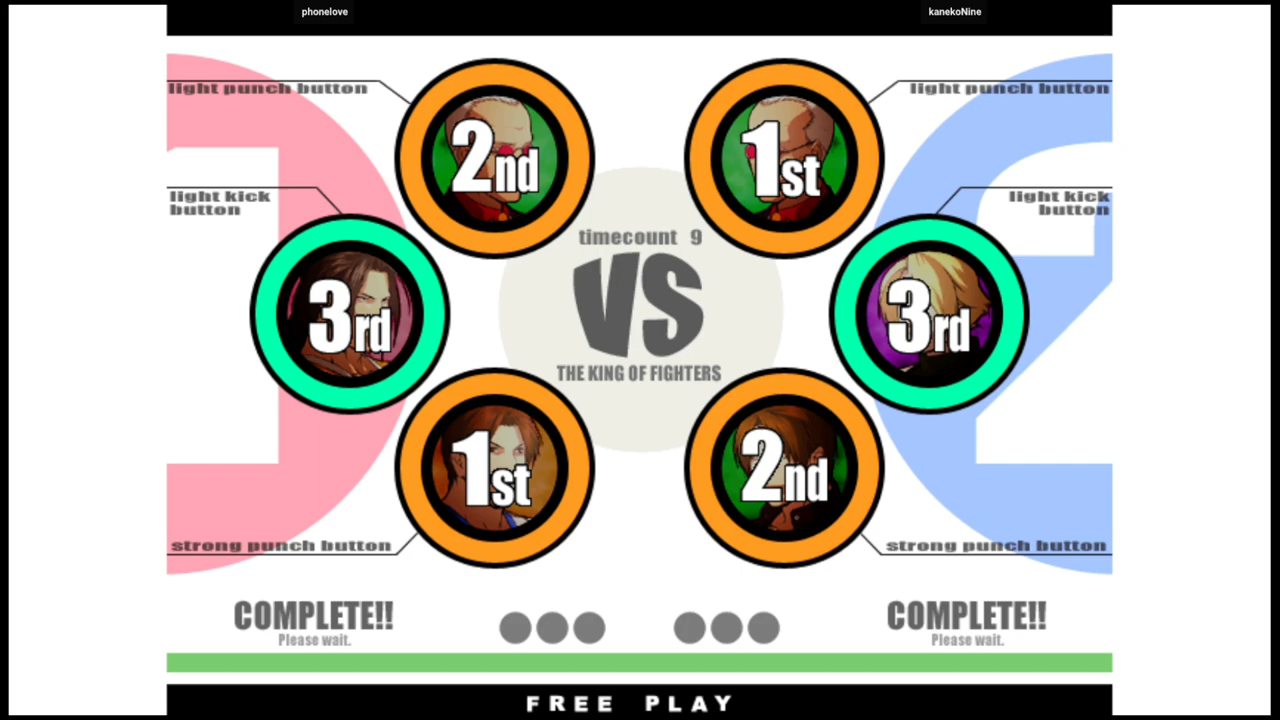 phonelove
kanekoNine
light punch button
light punch button
2nd
1st
light kick
button
light kick
button
timecount 9
VS
THE KING OF FIGHTERS
3rd
3rd
1st
2nd
strong punch button
strong punch button
COMPLETE!!
Please wait.
COMPLETE!!
Please wait.
FREE PLAY